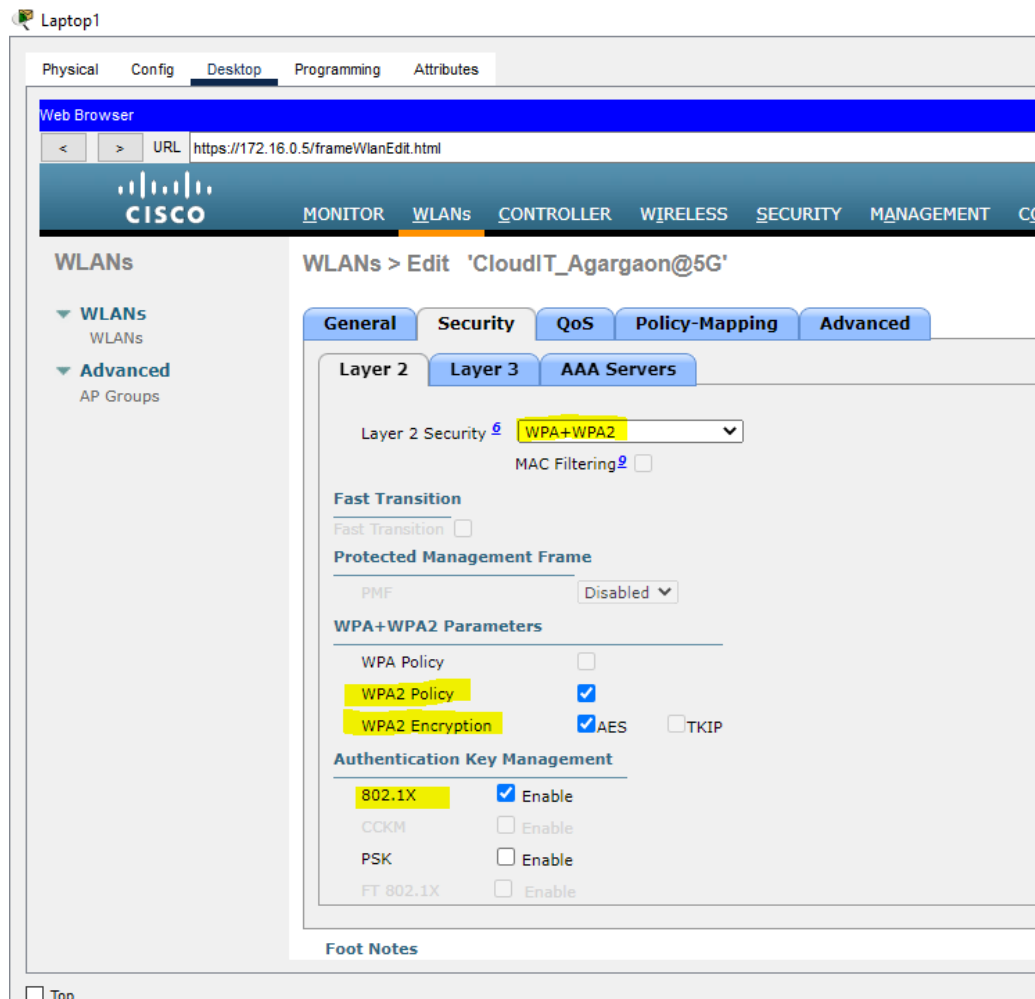 Laptop1
Physical Config Desktop Programming Attributes
Web Browser
< > URL https://172.16.0.5/frameWlanEdit.html
CISCO
MONITOR WLANs CONTROLLER WIRELESS SECURITY MANAGEMENT CO
WLANs
WLANs > Edit 'CloudIT_Agargaon@5G'
WLANs
WLANs
Advanced
AP Groups
General Security QoS Policy-Mapping Advanced
Layer 2 Layer 3 AAA Servers
Layer 2 Security 6 WPA+WPA2
MAC Filtering 9
Fast Transition
Fast Transition
Protected Management Frame
PMF Disabled
WPA+WPA2 Parameters
WPA Policy
WPA2 Policy
WPA2 Encryption AES TKIP
Authentication Key Management
802.1X Enable
CCKM Enable
PSK Enable
FT 802.1X Enable
Foot Notes
Top